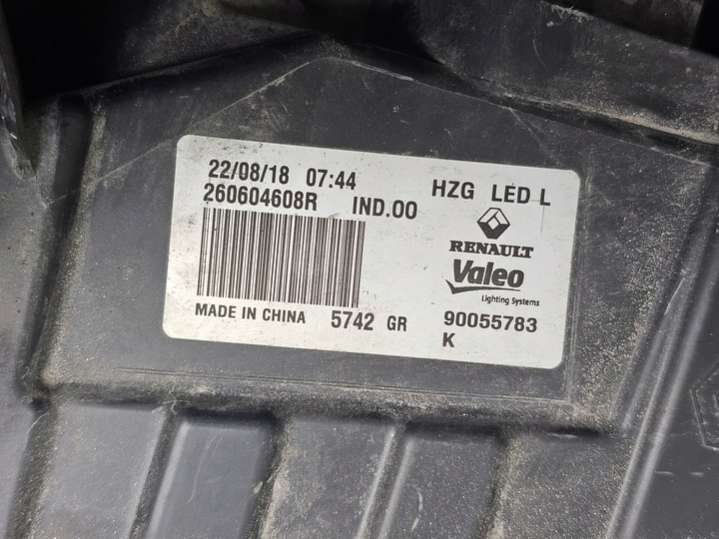 22/08/18 07:44 HZG LED L
260604608R IND.00
RENAULT
Valeo
Lighting Systems
MADE IN CHINA 5742 GR 90055783
K